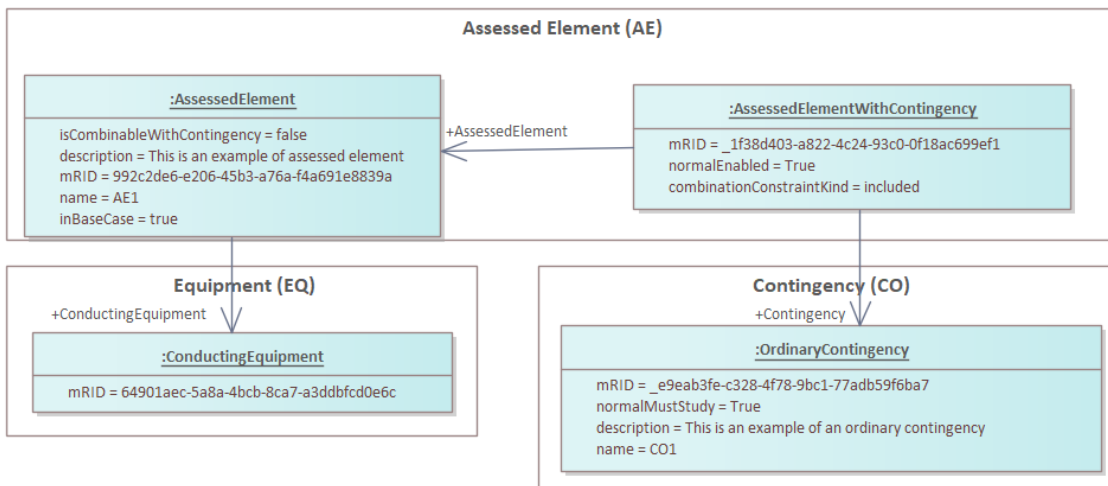 Assessed Element (AE)
:AssessedElement
isCombinableWithContingency = false
description = This is an example of assessed element
mRID = 992c2de6-e206-45b3-a76a-f4a691e8839a
name = AE1
inBaseCase = true
+AssessedElement
:AssessedElementWithContingency
mRID = _1f38d403-a822-4c24-93c0-0f18ac699ef1
normalEnabled = True
combinationConstraintKind = included
Equipment (EQ)
+ConductingEquipment
:ConductingEquipment
mRID = 64901aec-5a8a-4bcb-8ca7-a3ddbfcd0e6c
Contingency (CO)
+Contingency
:OrdinaryContingency
mRID = _e9eab3fe-c328-4f78-9bc1-77adb59f6ba7
normalMustStudy = True
description = This is an example of an ordinary contingency
name = CO1